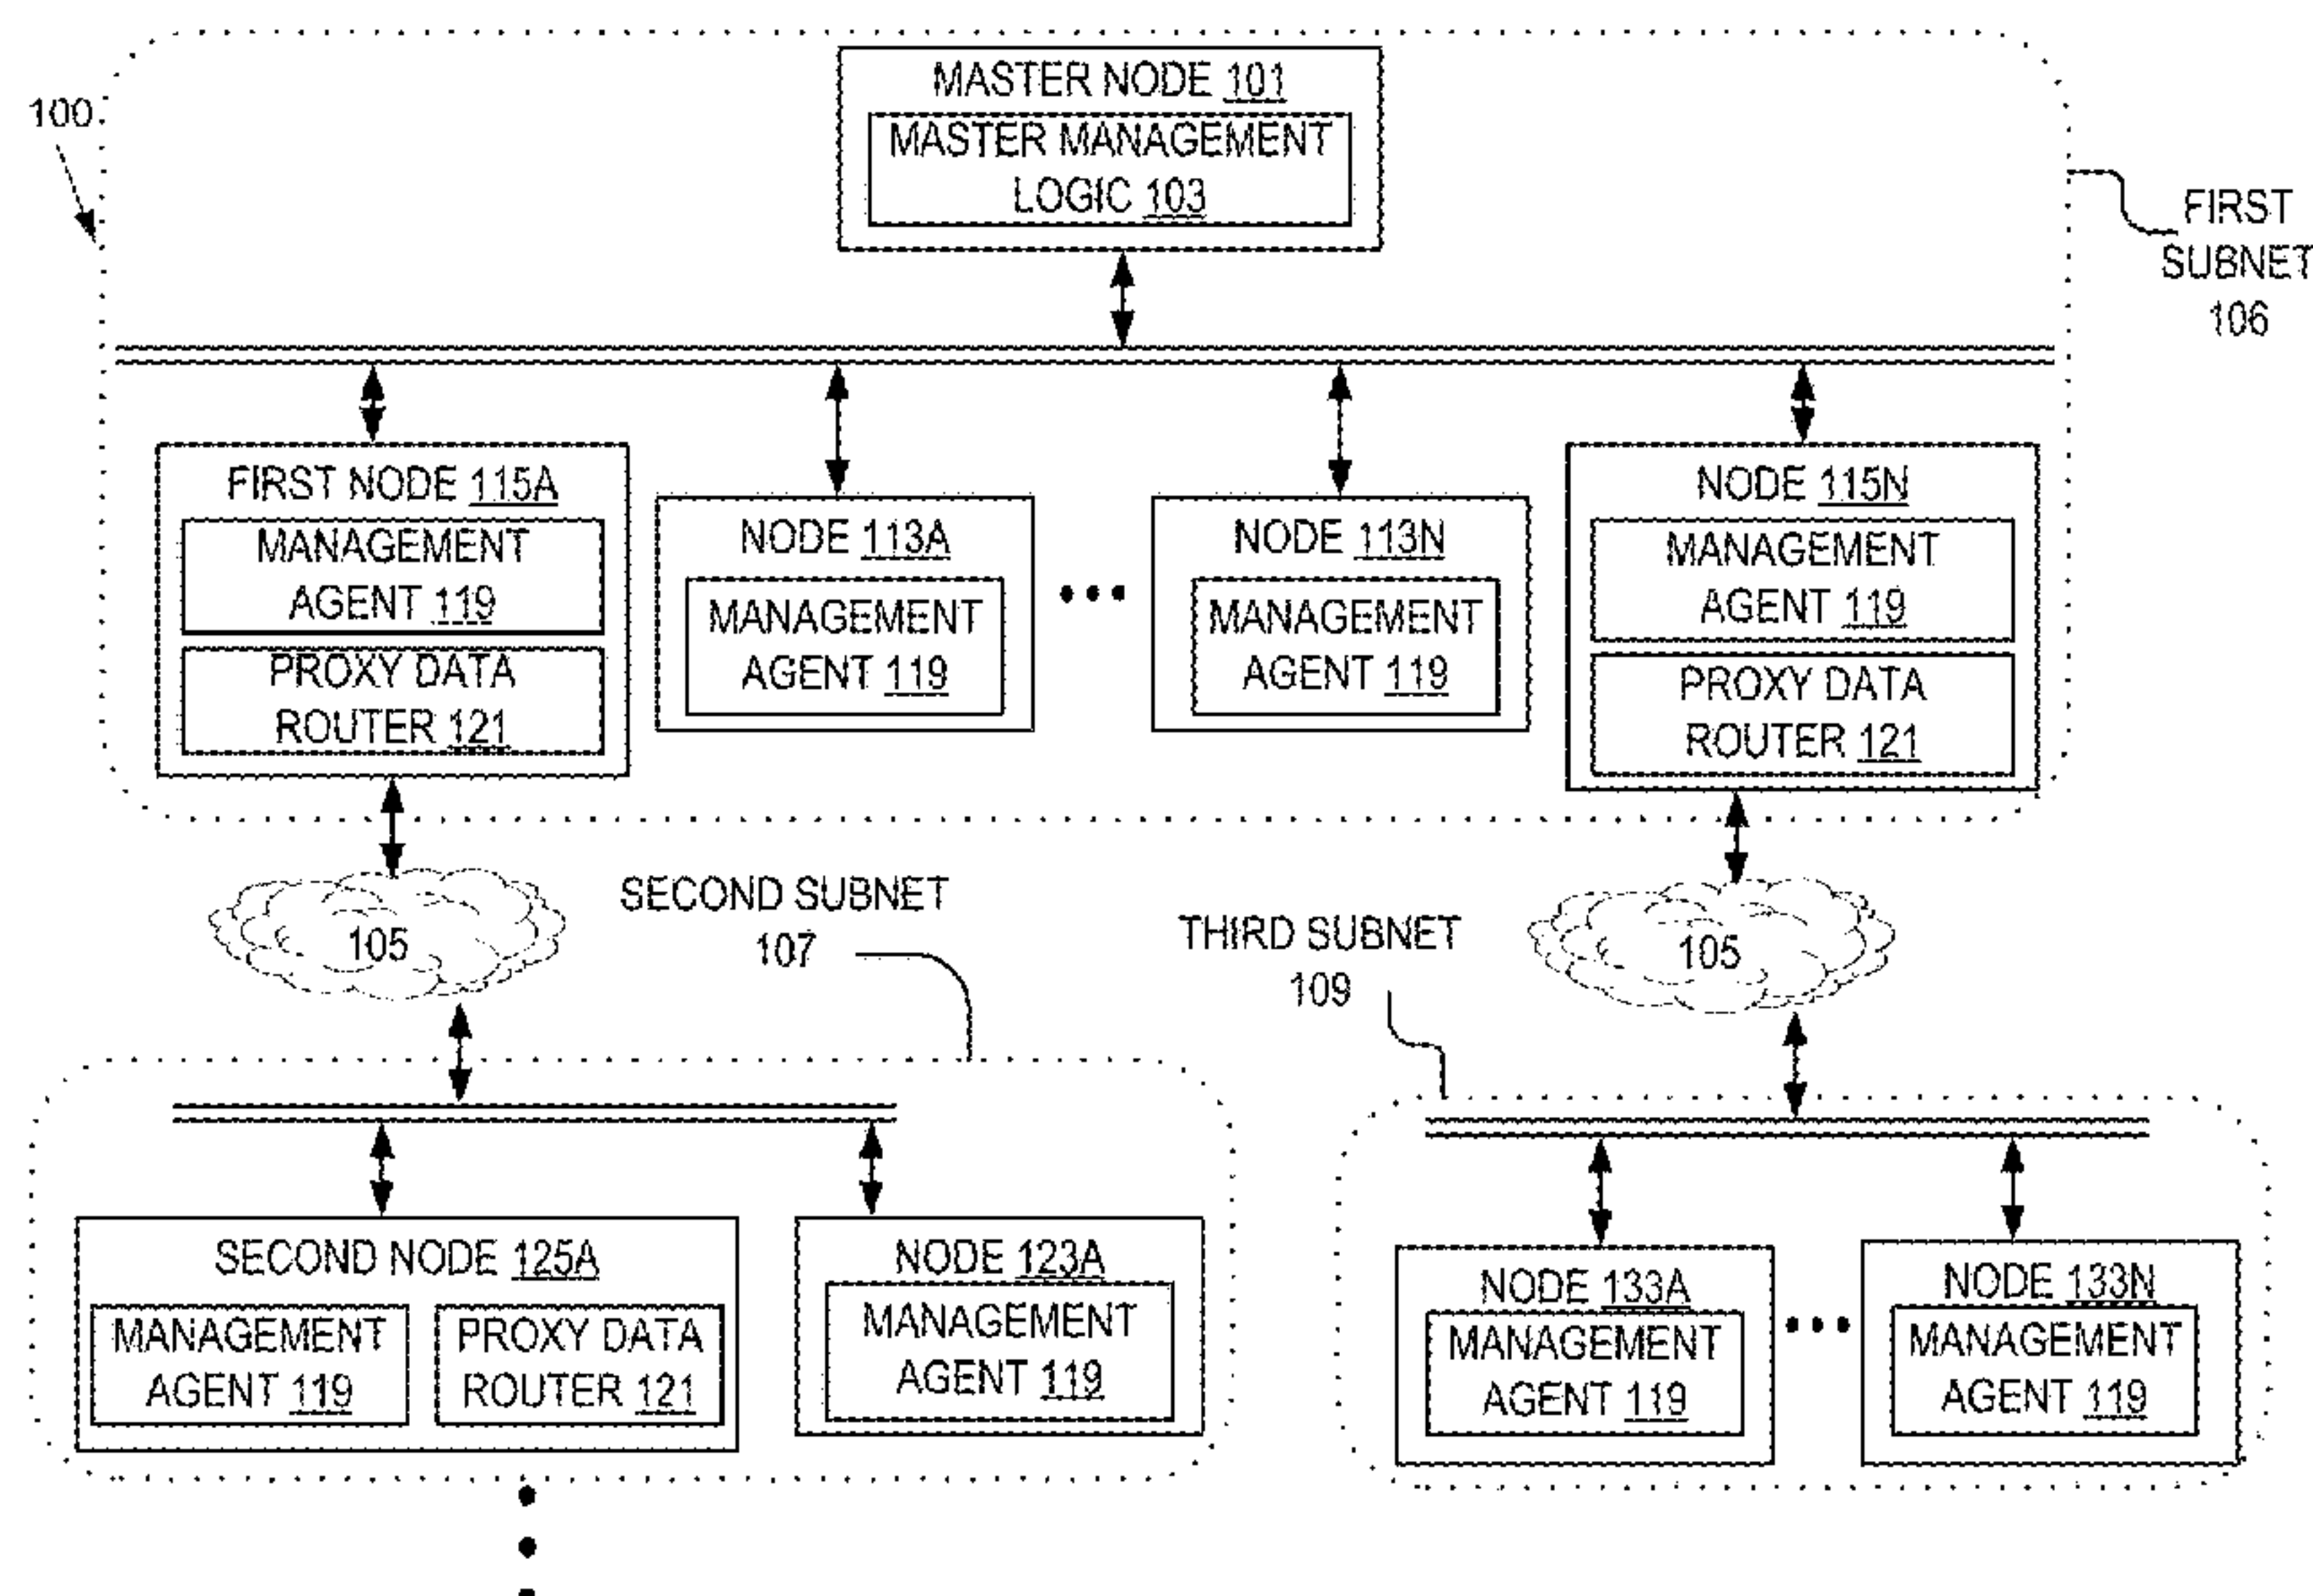 100
MASTER NODE 101
MASTER MANAGEMENT
LOGIC 103
FIRST
SUBNET
106
FIRST NODE 115A
MANAGEMENT
AGENT 119
PROXY DATA
ROUTER 121
NODE 113A
MANAGEMENT
AGENT 119
NODE 113N
MANAGEMENT
AGENT 119
NODE 115N
MANAGEMENT
AGENT 119
PROXY DATA
ROUTER 121
105
SECOND SUBNET
107
THIRD SUBNET
109
105
SECOND NODE 125A
MANAGEMENT
AGENT 119
PROXY DATA
ROUTER 121
NODE 123A
MANAGEMENT
AGENT 119
NODE 133A
MANAGEMENT
AGENT 119
NODE 133N
MANAGEMENT
AGENT 119